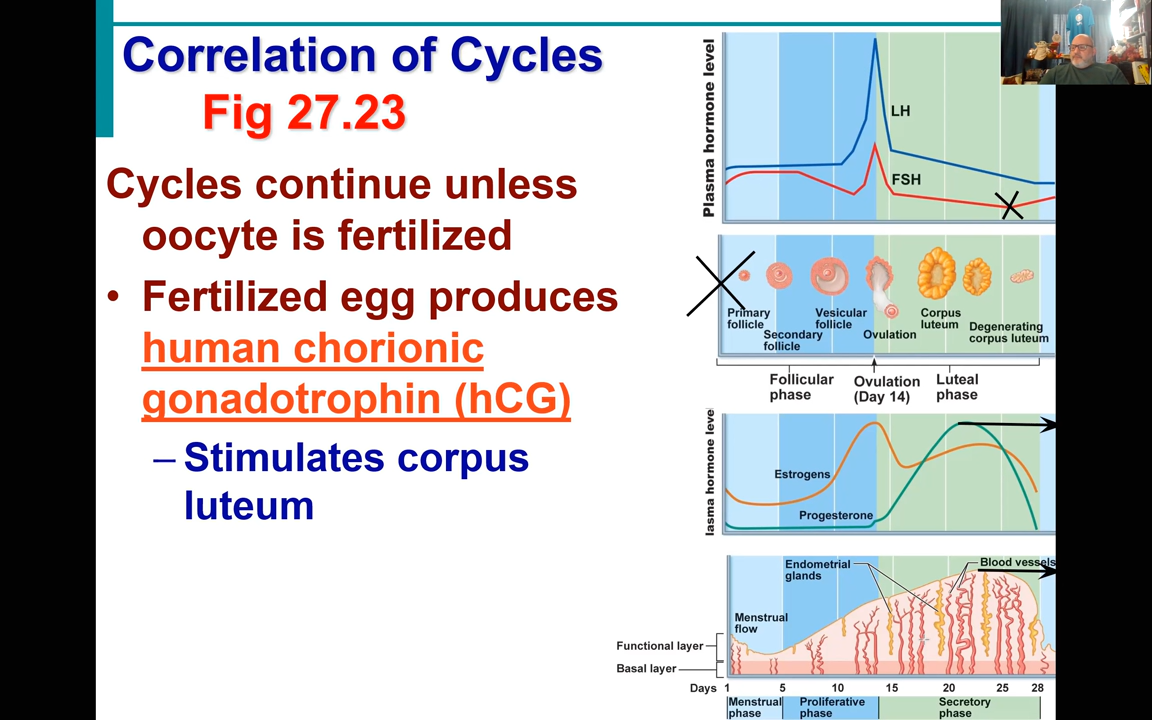 Correlation of Cycles
Fig 27.23
Cycles continue unless
oocyte is fertilized
• Fertilized egg produces
human chorionic
gonadotrophin (hCG)
– Stimulates corpus
luteum
Plasma hormone level
LH
FSH
Primary
follicle
Secondary
follicle
Vesicular
follicle
Ovulation
Corpus
luteum
Degenerating
corpus luteum
Follicular
phase
Ovulation
(Day 14)
Luteal
phase
lasma hormone leve
Estrogens
Progesterone
Endometrial
glands
Blood vessels
Menstrual
flow
Functional layer
Basal layer
Days 1 5 10 15 20 25 28
Menstrual
phase
Proliferative
phase
Secretory
phase